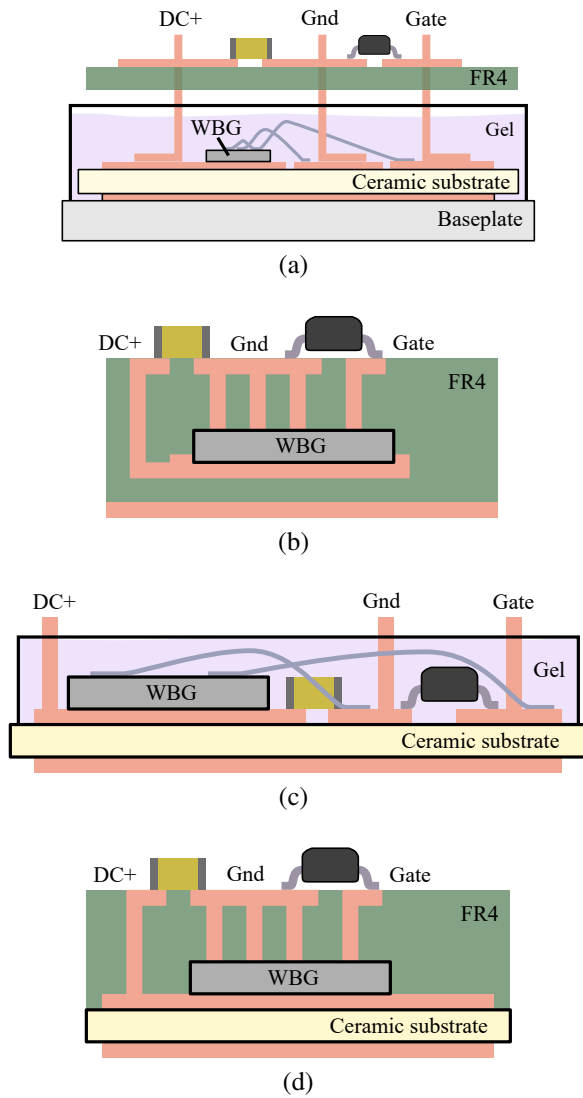 DC+ Gnd Gate
FR4
WBG
Gel
Ceramic substrate
Baseplate
(a)
DC+ Gnd Gate
FR4
WBG
(b)
DC+ Gnd Gate
Gel
WBG
Ceramic substrate
(c)
DC+ Gnd Gate
FR4
WBG
Ceramic substrate
(d)